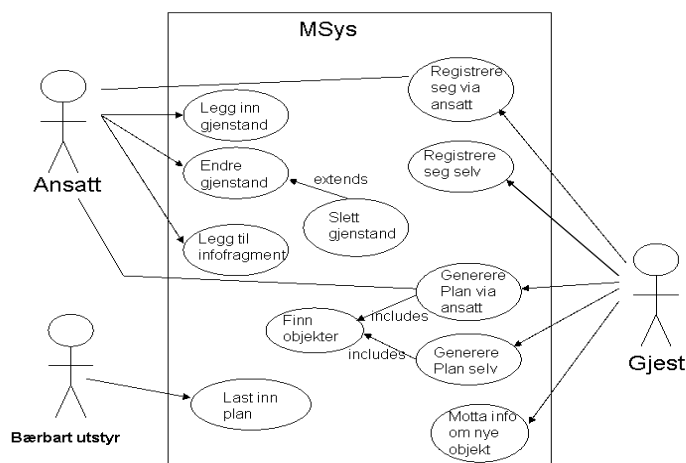 MSys
Registrere
seg via
ansatt
Legg inn
gjenstand
Ansatt
Endre
gjenstand
extends
Registrere
seg selv
Slett
gjenstand
Legg til
infofragment
Generere
Plan via
ansatt
Finn
objekter
includes
includes
Generere
Plan selv
Gjest
Bærbart utstyr
Last inn
plan
Motta info
om nye
objekt